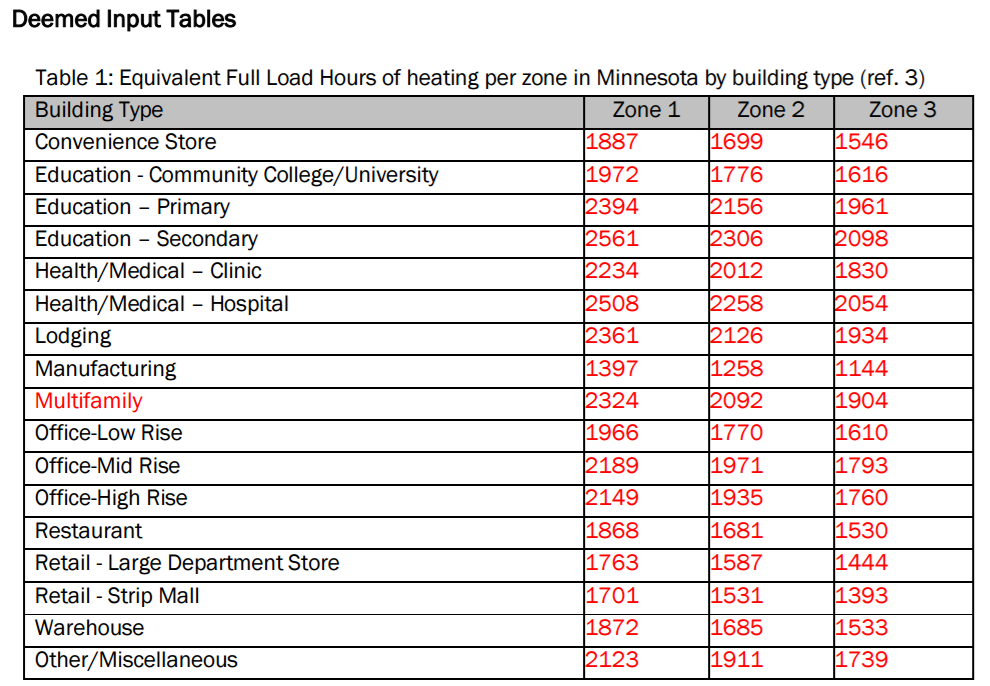 Deemed Input Tables
Table 1: Equivalent Full Load Hours of heating per zone in Minnesota by building type (ref. 3)
Building Type Zone 1 Zone 2 Zone 3
Convenience Store 1887 1699 1546
Education - Community College/University 1972 1776 1616
Education – Primary 2394 2156 1961
Education – Secondary 2561 2306 2098
Health/Medical – Clinic 2234 2012 1830
Health/Medical – Hospital 2508 2258 2054
Lodging 2361 2126 1934
Manufacturing 1397 1258 1144
Multifamily 2324 2092 1904
Office-Low Rise 1966 1770 1610
Office-Mid Rise 2189 1971 1793
Office-High Rise 2149 1935 1760
Restaurant 1868 1681 1530
Retail - Large Department Store 1763 1587 1444
Retail - Strip Mall 1701 1531 1393
Warehouse 1872 1685 1533
Other/Miscellaneous 2123 1911 1739